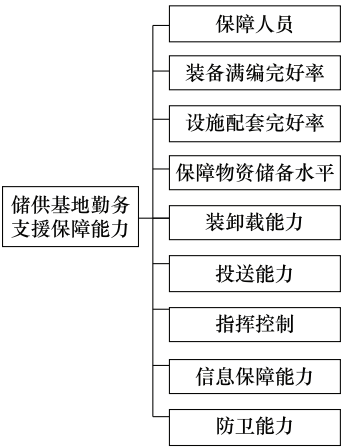 储供基地勤务
支援保障能力
保障人员
装备满编完好率
设施配套完好率
保障物资储备水平
装卸载能力
投送能力
指挥控制
信息保障能力
防卫能力